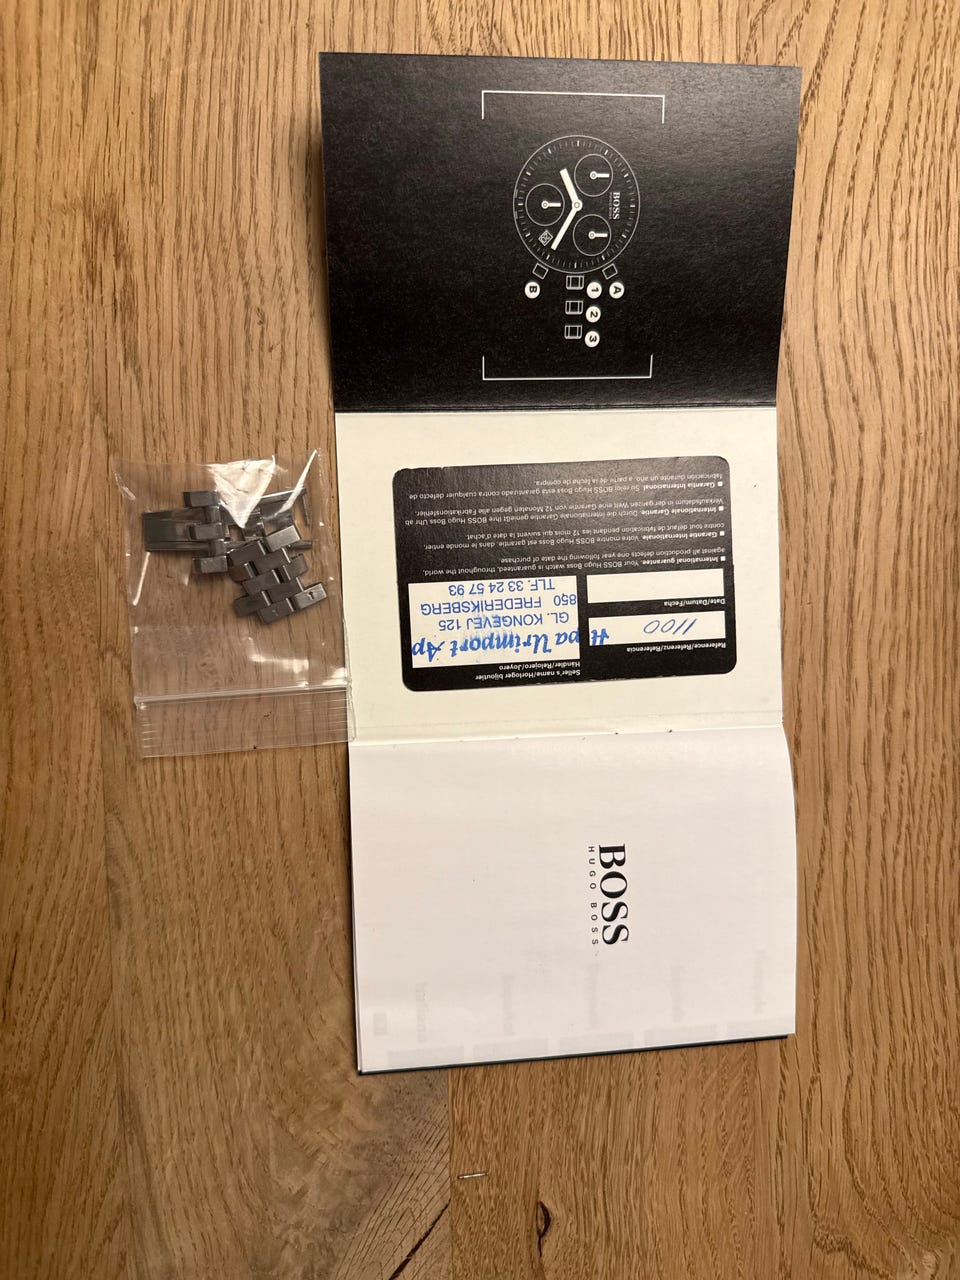 BOSS
A
1
2
3
B
Reference/Referenz/Referencia
1100
Date/Datum/Fecha
Seller's name/Horloger bijoutier
Händler/Relojero/Joyero
Urimport Ap
GL. KONGEVEJ 125
850 FREDERIKSBERG
TLF. 33 24 57 93
International guarantee. Your BOSS Hugo Boss watch is guaranteed, throughout the world,
against all production defects one year following the date of purchase.
Garantie Internationale. Votre montre BOSS Hugo Boss est garantie, dans le monde entier,
contre tout défaut de fabrication pendant les 12 mois qui suivent la date d'achat.
Internationale Garantie. Durch die internationale Garantie genießt Ihre BOSS Hugo Boss Uhr ab
Verkaufsdatum in der ganzen Welt eine Garantie von 12 Monaten gegen alle Fabrikationsfehler.
Garantía Internacional. Su reloj BOSS Hugo Boss está garantizado contra cualquier defecto de
fabricación durante un año a partir de la fecha de compra.
BOSS
HUGO BOSS